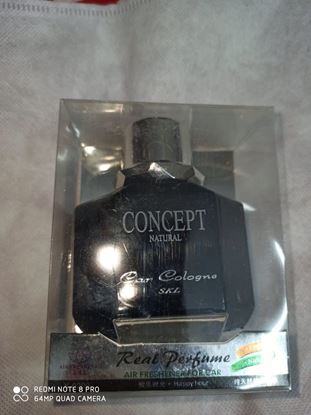 CONCEPT
NATURAL
Car Cologne
SKL
Real Perfume
AIR FRESHENER FOR CAR
Happy hour
REDMI NOTE 8 PRO
64MP QUAD CAMERA